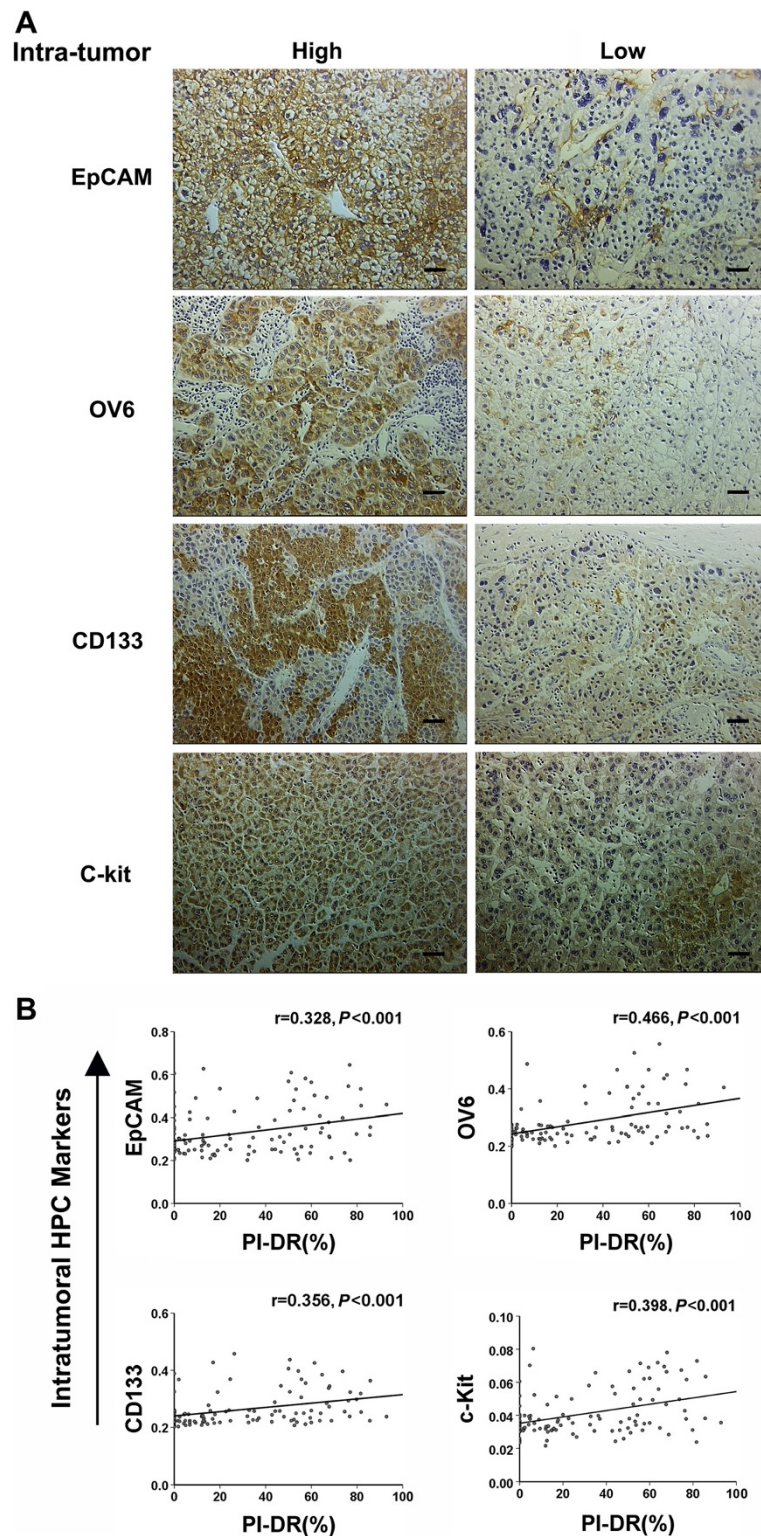 A
Intra-tumor
High
Low
EpCAM
OV6
CD133
C-kit
B
Intratumoral HPC Markers
r=0.328, P<0.001
EpCAM
0.8
0.6
0.4
0.2
0.0
0 20 40 60 80 100
PI-DR(%)
r=0.466, P<0.001
OV6
0.6
0.4
0.2
0.0
0 20 40 60 80 100
PI-DR(%)
r=0.356, P<0.001
CD133
0.6
0.4
0.2
0.0
0 20 40 60 80 100
PI-DR(%)
r=0.398, P<0.001
c-Kit
0.10
0.08
0.06
0.04
0.02
0.00
0 20 40 60 80 100
PI-DR(%)